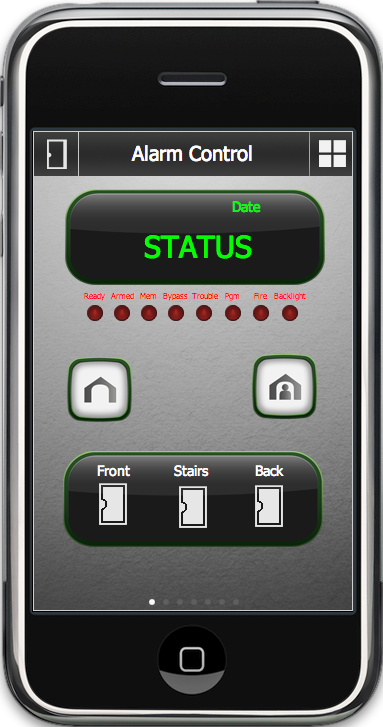 Alarm Control
Date
STATUS
Ready Armed Mem Bypass Trouble Pgm Fire Backlight
Front Stairs Back